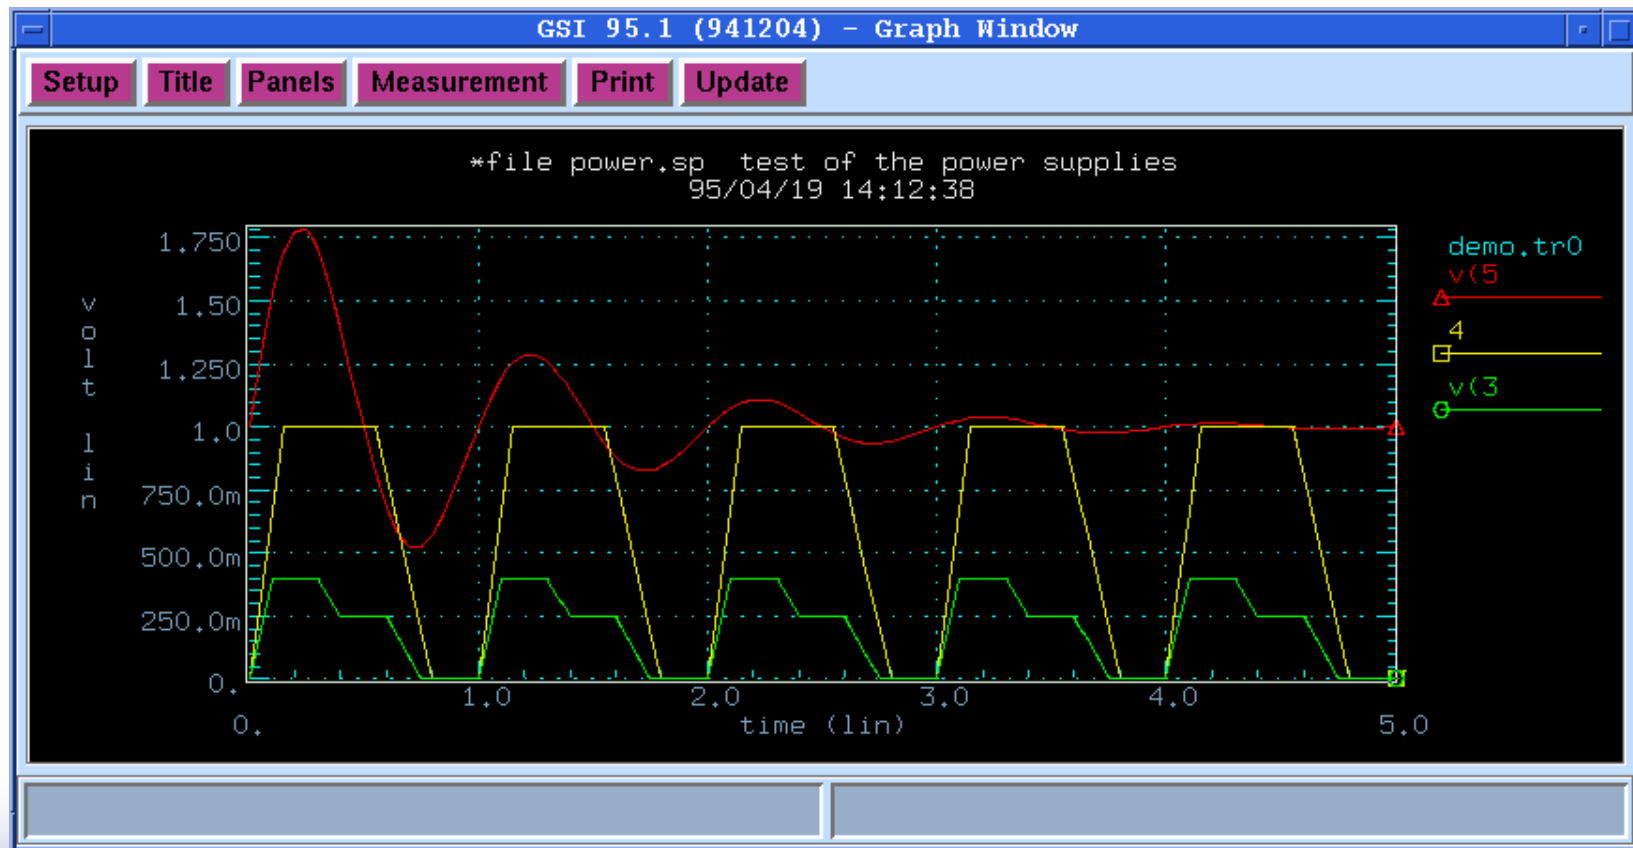 GSI 95.1 (941204) - Graph Window
Setup Title Panels Measurement Print Update
*file power.sp  test of the power supplies
95/04/19 14:12:38
volt lin
1.750
1.50
1.250
1.0
750.0m
500.0m
250.0m
0.
demo.tr0
v(5
4
v(3
1.0 2.0 3.0 4.0
0. time (lin) 5.0